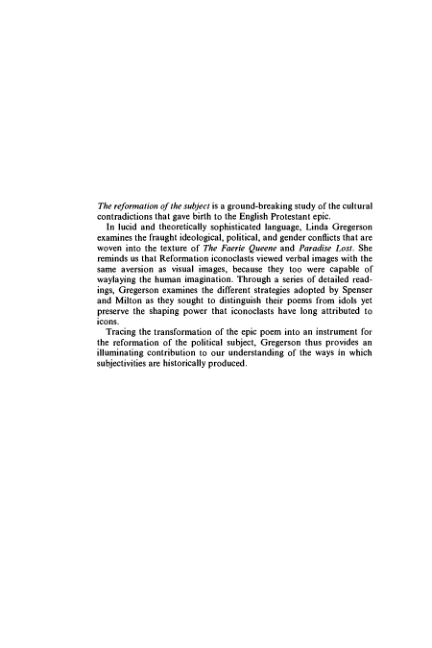 The reformation of the subject is a ground-breaking study of the cultural
contradictions that gave birth to the English Protestant epic.
In lucid and theoretically sophisticated language, Linda Gregerson
examines the fraught ideological, political, and gender conflicts that are
woven into the texture of The Faerie Queene and Paradise Lost. She
reminds us that Reformation iconoclasts viewed verbal images with the
same aversion as visual images, because they too were capable of
waylaying the human imagination. Through a series of detailed read-
ings, Gregerson examines the different strategies adopted by Spenser
and Milton as they sought to distinguish their poems from idols yet
preserve the shaping power that iconoclasts have long attributed to
icons.
Tracing the transformation of the epic poem into an instrument for
the reformation of the political subject, Gregerson thus provides an
illuminating contribution to our understanding of the ways in which
subjectivities are historically produced.